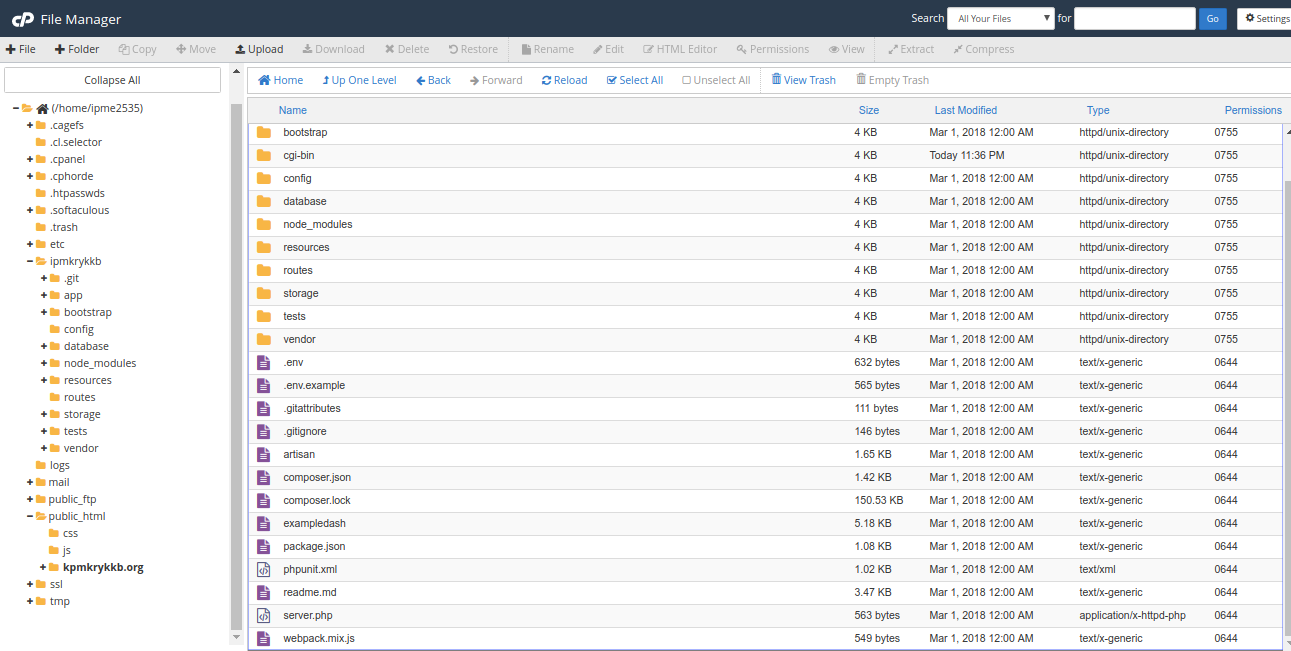 cP File Manager Search All Your Files for Go Settings
File Folder Copy Move Upload Download Delete Restore Rename Edit HTML Editor Permissions View Extract Compress
Collapse All
Home Up One Level Back Forward Reload Select All Unselect All View Trash Empty Trash
(/home/ipme2535)
.cagefs
.cl.selector
.cpanel
.cphorde
.htpasswds
.softaculous
.trash
etc
ipmkrykkb
.git
app
bootstrap
config
database
node_modules
resources
routes
storage
tests
vendor
logs
mail
public_ftp
public_html
css
js
kpmkrykkb.org
ssl
tmp
Name Size Last Modified Type Permissions
bootstrap 4 KB Mar 1, 2018 12:00 AM httpd/unix-directory 0755
cgi-bin 4 KB Today 11:36 PM httpd/unix-directory 0755
config 4 KB Mar 1, 2018 12:00 AM httpd/unix-directory 0755
database 4 KB Mar 1, 2018 12:00 AM httpd/unix-directory 0755
node_modules 4 KB Mar 1, 2018 12:00 AM httpd/unix-directory 0755
resources 4 KB Mar 1, 2018 12:00 AM httpd/unix-directory 0755
routes 4 KB Mar 1, 2018 12:00 AM httpd/unix-directory 0755
storage 4 KB Mar 1, 2018 12:00 AM httpd/unix-directory 0755
tests 4 KB Mar 1, 2018 12:00 AM httpd/unix-directory 0755
vendor 4 KB Mar 1, 2018 12:00 AM httpd/unix-directory 0755
.env 632 bytes Mar 1, 2018 12:00 AM text/x-generic 0644
.env.example 565 bytes Mar 1, 2018 12:00 AM text/x-generic 0644
.gitattributes 111 bytes Mar 1, 2018 12:00 AM text/x-generic 0644
.gitignore 146 bytes Mar 1, 2018 12:00 AM text/x-generic 0644
artisan 1.65 KB Mar 1, 2018 12:00 AM text/x-generic 0644
composer.json 1.42 KB Mar 1, 2018 12:00 AM text/x-generic 0644
composer.lock 150.53 KB Mar 1, 2018 12:00 AM text/x-generic 0644
exampledash 5.18 KB Mar 1, 2018 12:00 AM text/x-generic 0644
package.json 1.08 KB Mar 1, 2018 12:00 AM text/x-generic 0644
phpunit.xml 1.02 KB Mar 1, 2018 12:00 AM text/xml 0644
readme.md 3.47 KB Mar 1, 2018 12:00 AM text/x-generic 0644
server.php 563 bytes Mar 1, 2018 12:00 AM application/x-httpd-php 0644
webpack.mix.js 549 bytes Mar 1, 2018 12:00 AM text/x-generic 0644